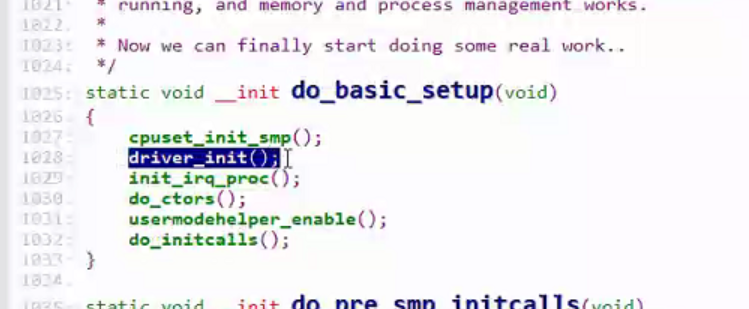 1021: * running, and memory and process management works.
1022: *
1023: * Now we can finally start doing some real work..
1024: */
1025: static void __init do_basic_setup(void)
1026: {
1027: cpuset_init_smp();
1028: driver_init();
1029: init_irq_proc();
1030: do_ctors();
1031: usermodehelper_enable();
1032: do_initcalls();
1033: }
1034:
1035: static void __init do_pre_smp_initcalls(void)